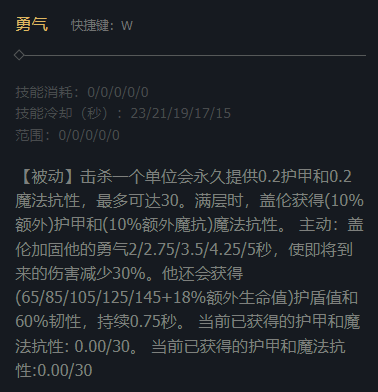 勇气 快捷键：W
技能消耗：0/0/0/0/0
技能冷却（秒）：23/21/19/17/15
范围：0/0/0/0/0
【被动】击杀一个单位会永久提供0.2护甲和0.2
魔法抗性，最多可达30。满层时，盖伦获得(10%
额外)护甲和(10%额外魔抗)魔法抗性。 主动：盖
伦加固他的勇气2/2.75/3.5/4.25/5秒，使即将到
来的伤害减少30%。他还会获得
(65/85/105/125/145+18%额外生命值)护盾值和
60%韧性，持续0.75秒。 当前已获得的护甲和魔
法抗性: 0.00/30。 当前已获得的护甲和魔法抗
性:0.00/30